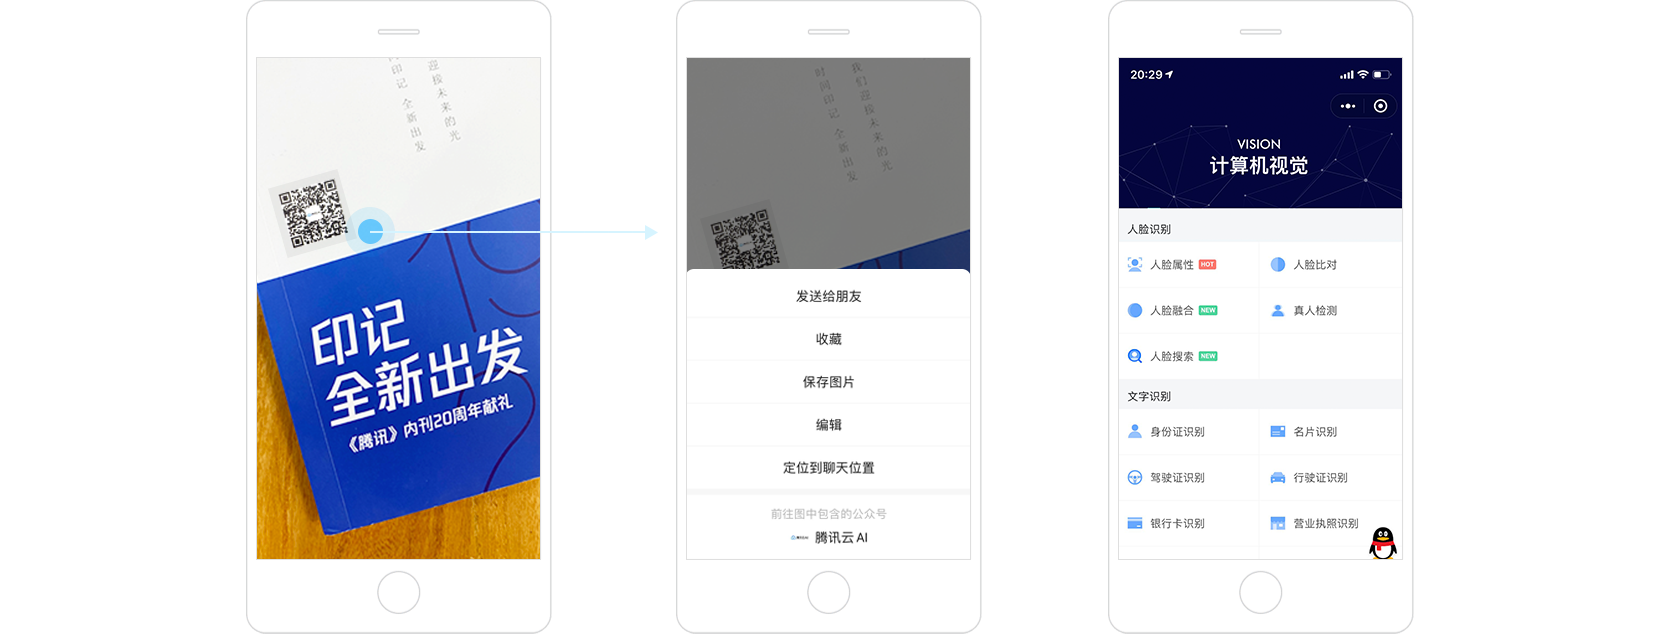 迎接未来的光
间印记 全新出发
印记
全新出发
《腾讯》内刊20周年献礼
我们迎接未来的光
时间印记 全新出发
发送给朋友
收藏
保存图片
编辑
定位到聊天位置
前往图中包含的公众号
腾讯云AI
20:29
VISION
计算机视觉
人脸识别
人脸属性 HOT
人脸比对
人脸融合 NEW
真人检测
人脸搜索 NEW
文字识别
身份证识别
名片识别
驾驶证识别
行驶证识别
银行卡识别
营业执照识别